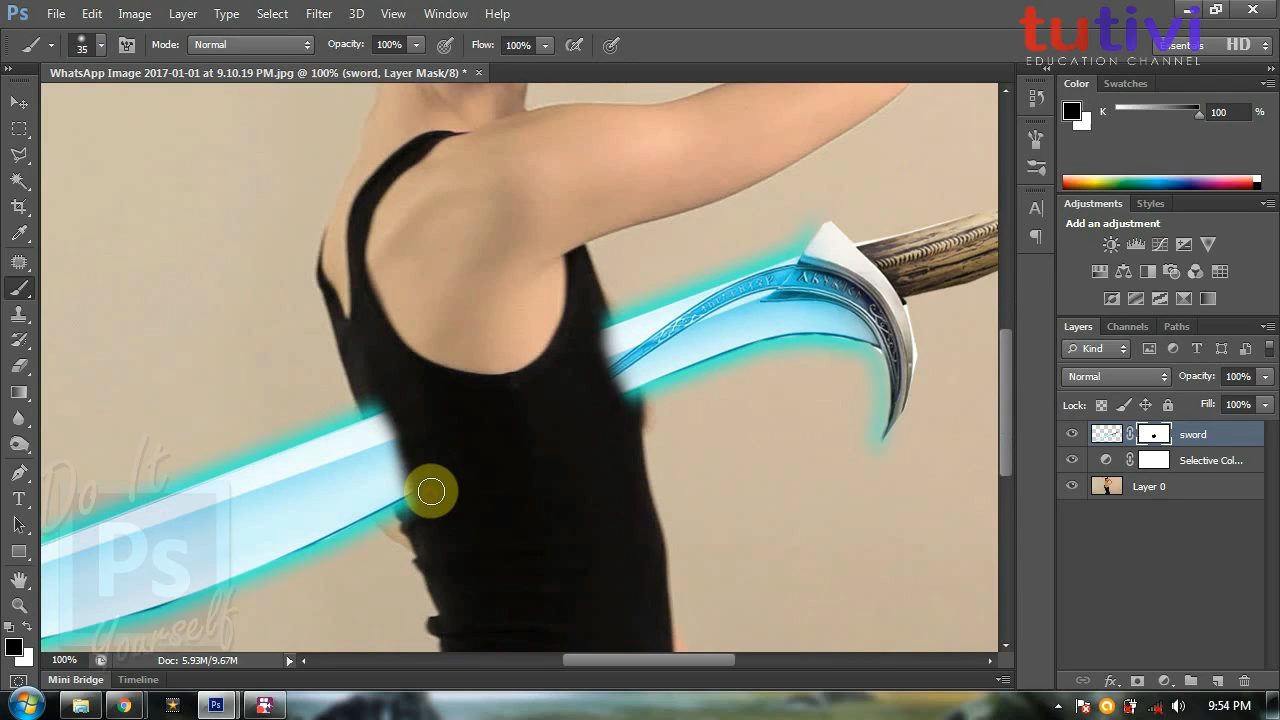 Ps File Edit Image Layer Type Select Filter 3D View Window Help
tutivi
EDUCATION CHANNEL
HD
35 Mode: Normal Opacity: 100% Flow: 100%
WhatsApp Image 2017-01-01 at 9.10.19 PM.jpg @ 100% (sword, Layer Mask/8) * ×
Color Swatches
K 100 %
Adjustments Styles
Add an adjustment
Layers Channels Paths
Kind
Normal Opacity: 100%
Lock: Fill: 100%
sword
Selective Col...
Layer 0
Do It
Ps
Yourself
100% Doc: 5.93M/9.67M
Mini Bridge Timeline
Ps 9:54 PM